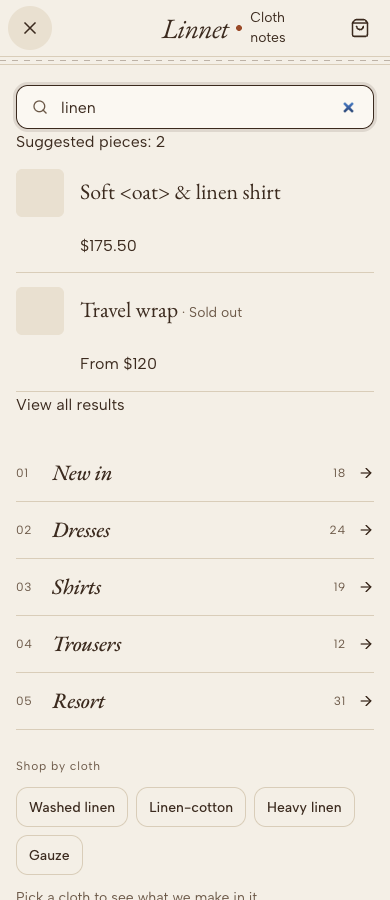 Linnet • Cloth notes
linen
Suggested pieces: 2
Soft <oat> & linen shirt
$175.50
Travel wrap · Sold out
From $120
View all results
01 New in 18
02 Dresses 24
03 Shirts 19
04 Trousers 12
05 Resort 31
Shop by cloth
Washed linen Linen-cotton Heavy linen
Gauze
Pick a cloth to see what we make in it